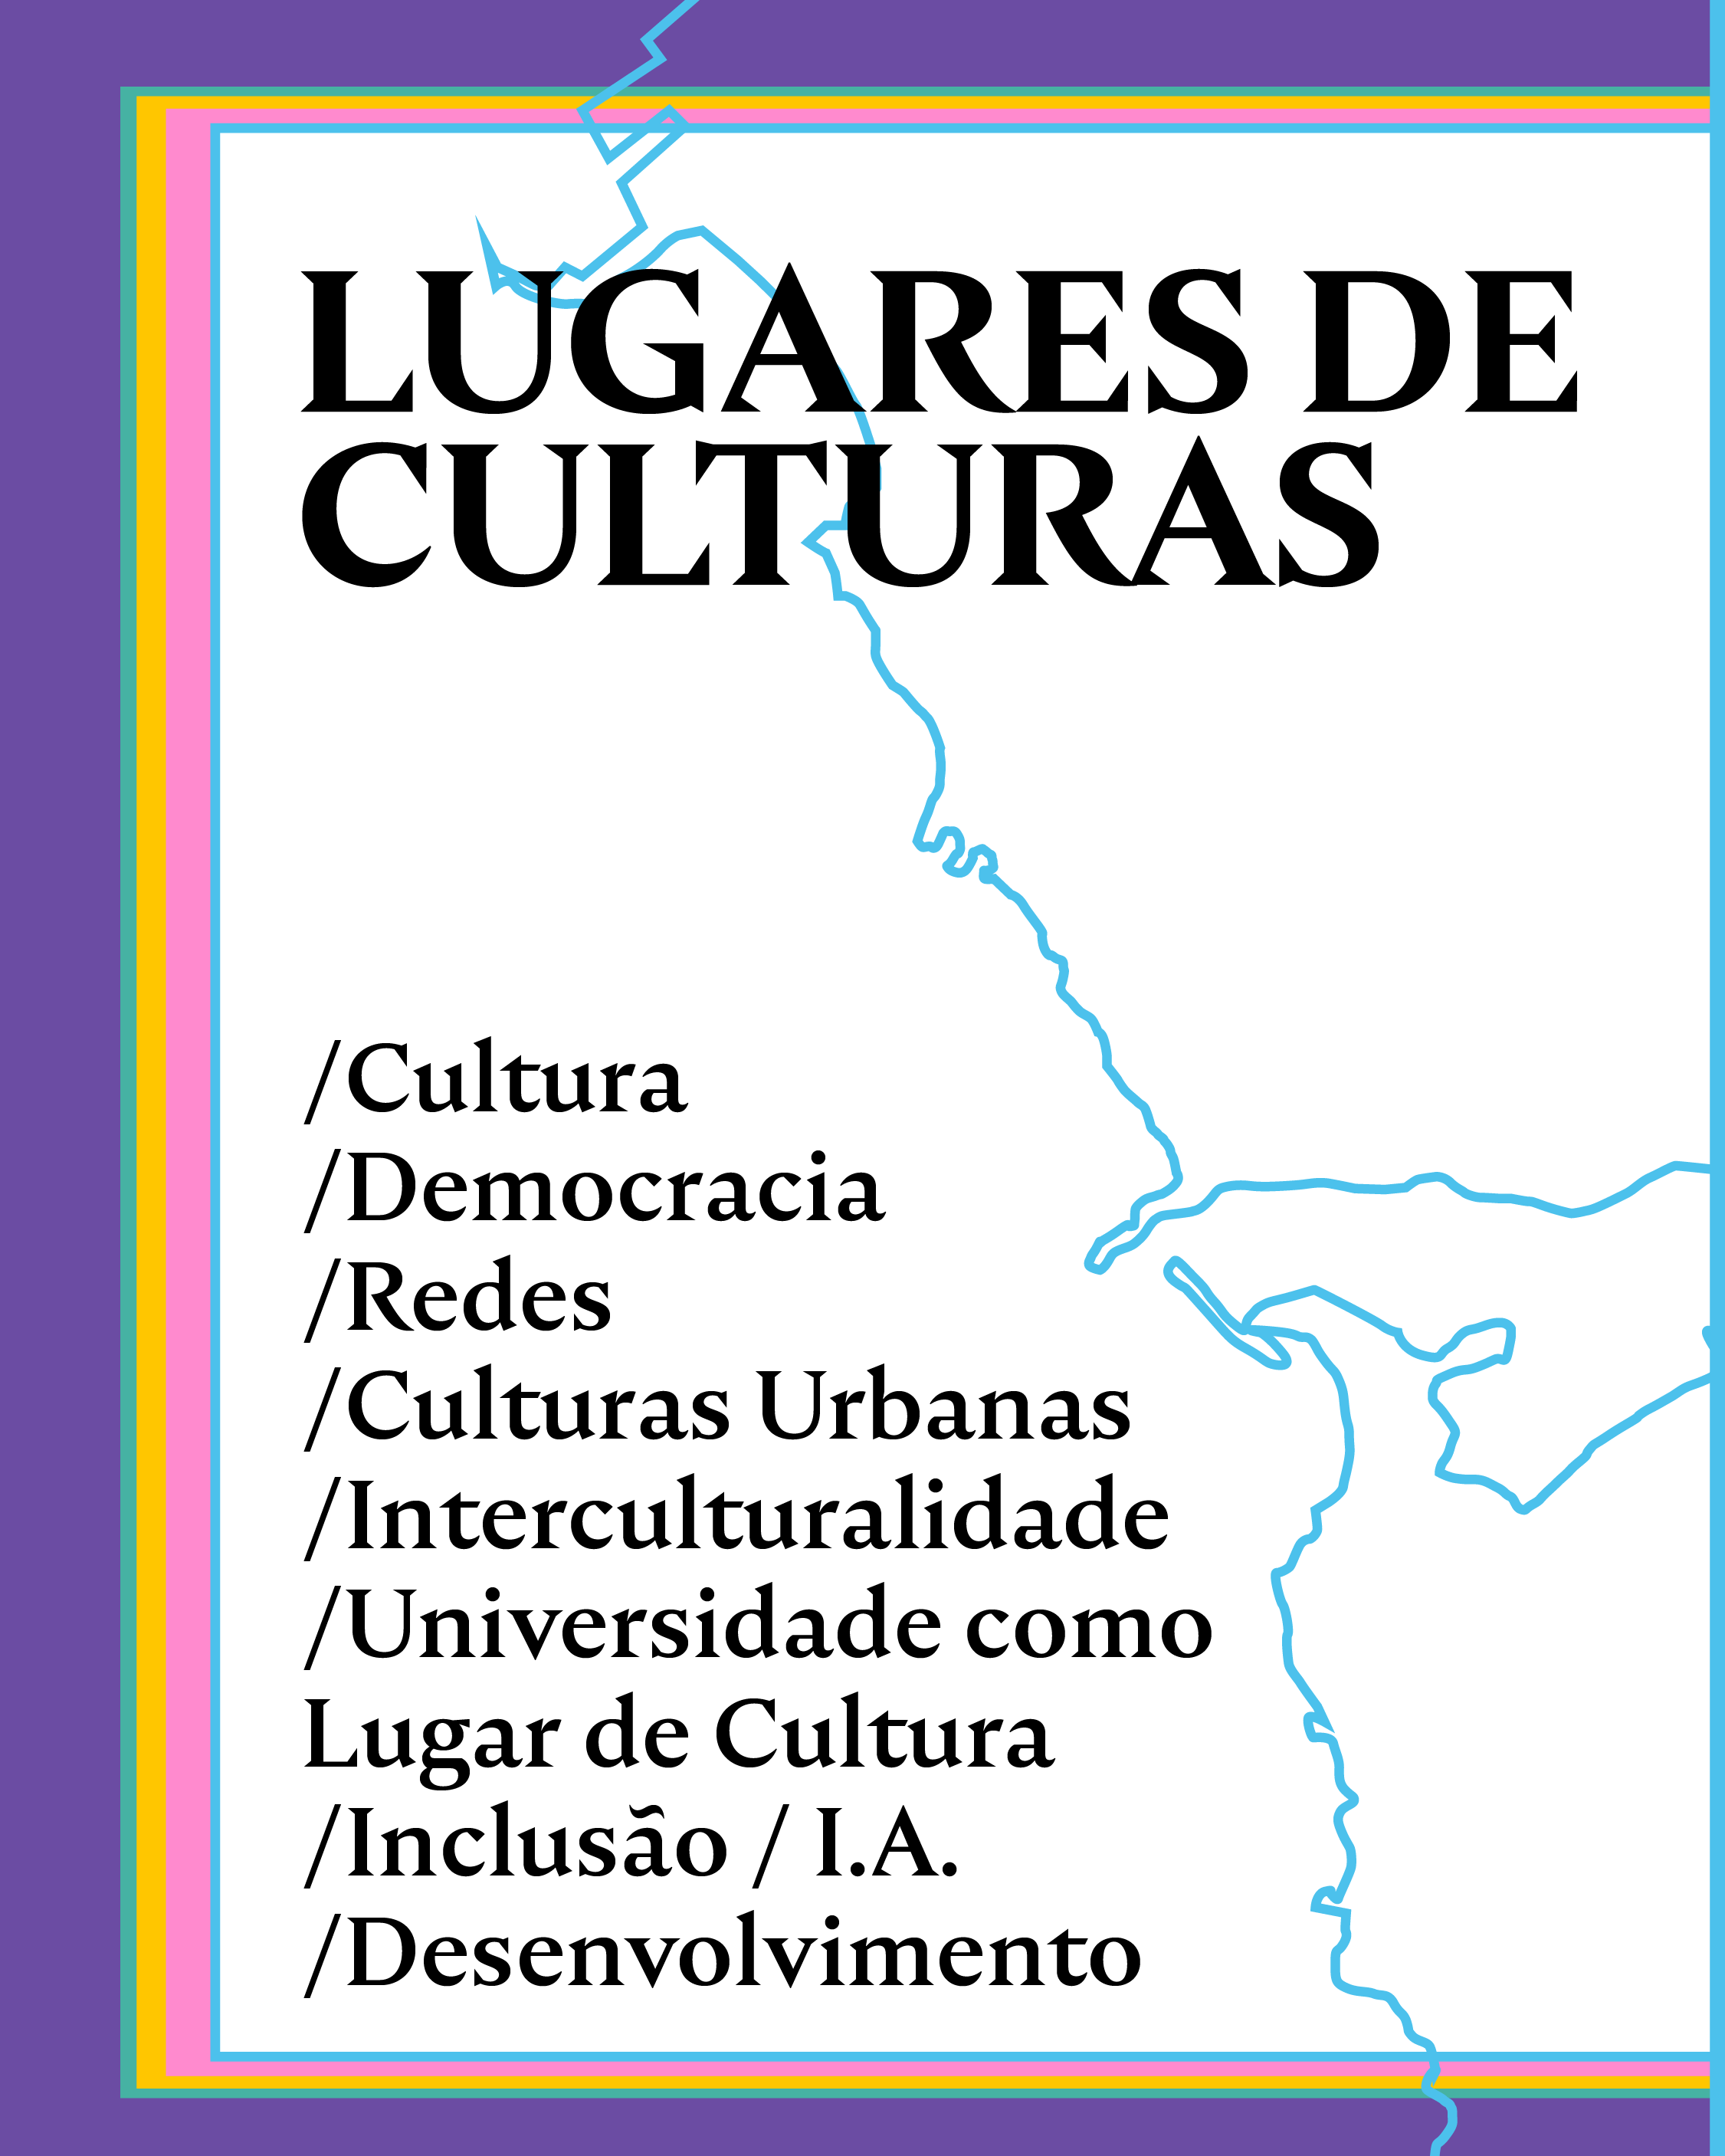 LUGARES DE
CULTURAS
/Cultura
/Democracia
/Redes
/Culturas Urbanas
/Interculturalidade
/Universidade como
Lugar de Cultura
/Inclusão / I.A.
/Desenvolvimento